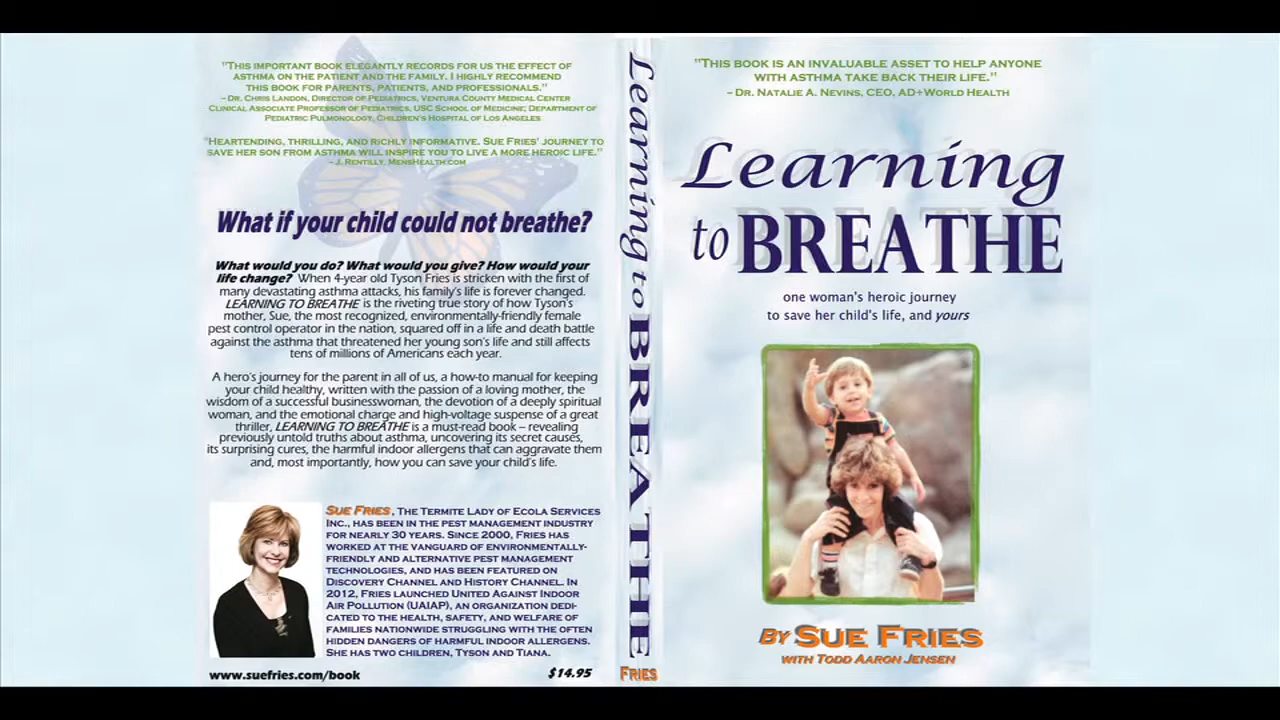 "THIS IMPORTANT BOOK ELEGANTLY RECORDS FOR US THE EFFECT OF
ASTHMA ON THE PATIENT AND THE FAMILY. I HIGHLY RECOMMEND
THIS BOOK FOR PARENTS, PATIENTS, AND PROFESSIONALS."
– DR. CHRIS LANDON, DIRECTOR OF PEDIATRICS, VENTURA COUNTY MEDICAL CENTER
CLINICAL ASSOCIATE PROFESSOR OF PEDIATRICS, USC SCHOOL OF MEDICINE; DEPARTMENT OF
PEDIATRIC PULMONOLOGY, CHILDREN'S HOSPITAL OF LOS ANGELES
"HEARTENING, THRILLING, AND RICHLY INFORMATIVE. SUE FRIES' JOURNEY TO
SAVE HER SON FROM ASTHMA WILL INSPIRE YOU TO LIVE A MORE HEROIC LIFE."
– J. RENTILLY, MENSHEALTH.COM
What if your child could not breathe?
What would you do? What would you give? How would your
life change? When 4-year old Tyson Fries is stricken with the first of
many devastating asthma attacks, his family's life is forever changed.
LEARNING TO BREATHE is the riveting true story of how Tyson's
mother, Sue, the most recognized, environmentally-friendly female
pest control operator in the nation, squared off in a life and death battle
against the asthma that threatened her young son's life and still affects
tens of millions of Americans each year.
A hero's journey for the parent in all of us, a how-to manual for keeping
your child healthy, written with the passion of a loving mother, the
wisdom of a successful businesswoman, the devotion of a deeply spiritual
woman, and the emotional charge and high-voltage suspense of a great
thriller, LEARNING TO BREATHE is a must-read book – revealing
previously untold truths about asthma, uncovering its secret causes,
its surprising cures, the harmful indoor allergens that can aggravate them
and, most importantly, how you can save your child's life.
SUE FRIES, THE TERMITE LADY OF ECOLA SERVICES
INC., HAS BEEN IN THE PEST MANAGEMENT INDUSTRY
FOR NEARLY 30 YEARS. SINCE 2000, FRIES HAS
WORKED AT THE VANGUARD OF ENVIRONMENTALLY-
FRIENDLY AND ALTERNATIVE PEST MANAGEMENT
TECHNOLOGIES, AND HAS BEEN FEATURED ON
DISCOVERY CHANNEL AND HISTORY CHANNEL. IN
2012, FRIES LAUNCHED UNITED AGAINST INDOOR
AIR POLLUTION (UAIAP), AN ORGANIZATION DEDI-
CATED TO THE HEALTH, SAFETY, AND WELFARE OF
FAMILIES NATIONWIDE STRUGGLING WITH THE OFTEN
HIDDEN DANGERS OF HARMFUL INDOOR ALLERGENS.
SHE HAS TWO CHILDREN, TYSON AND TIANA.
www.suefries.com/book
$14.95
Learning to BREATHE
FRIES
"THIS BOOK IS AN INVALUABLE ASSET TO HELP ANYONE
WITH ASTHMA TAKE BACK THEIR LIFE."
– DR. NATALIE A. NEVINS, CEO, AD+WORLD HEALTH
Learning
to BREATHE
one woman's heroic journey
to save her child's life, and yours
BY SUE FRIES
WITH TODD AARON JENSEN